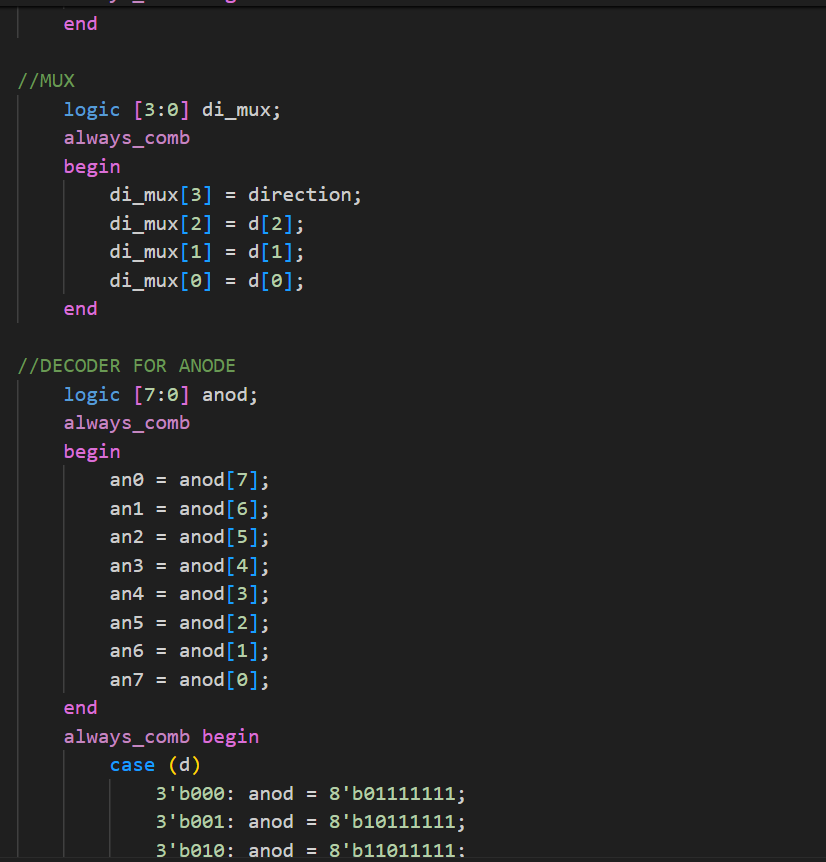 end
//MUX
logic [3:0] di_mux;
always_comb
begin
di_mux[3] = direction;
di_mux[2] = d[2];
di_mux[1] = d[1];
di_mux[0] = d[0];
end
//DECODER FOR ANODE
logic [7:0] anod;
always_comb
begin
an0 = anod[7];
an1 = anod[6];
an2 = anod[5];
an3 = anod[4];
an4 = anod[3];
an5 = anod[2];
an6 = anod[1];
an7 = anod[0];
end
always_comb begin
case (d)
3'b000: anod = 8'b01111111;
3'b001: anod = 8'b10111111;
3'b010: anod = 8'b11011111;